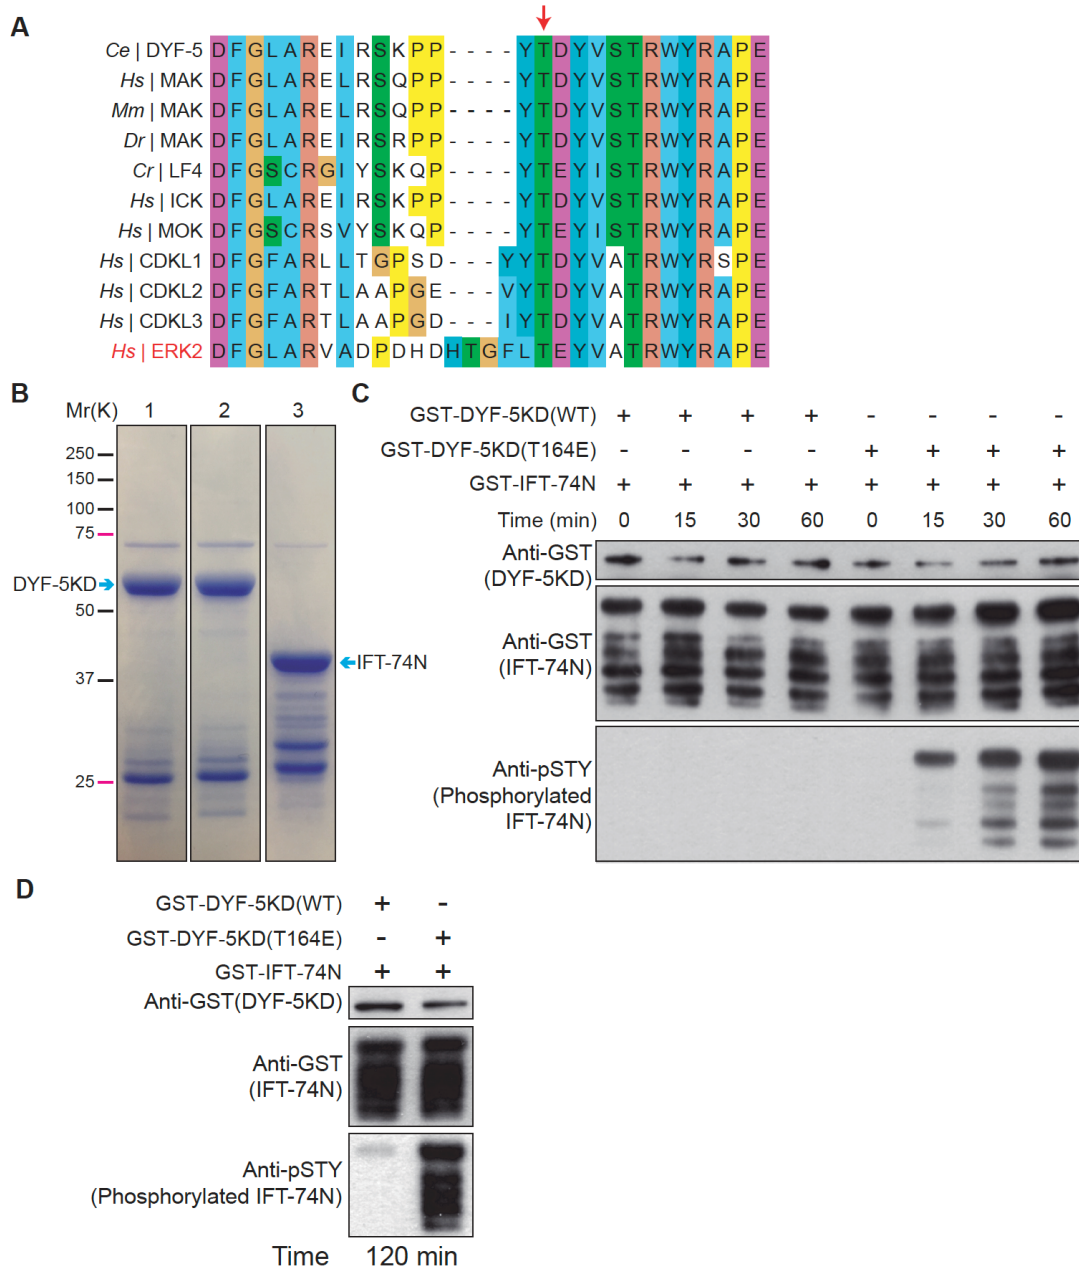 A
Ce | DYF-5 DFGLAREIRSKPP----YTDYVSTRWYRAPE
Hs | MAK DFGLARELRSQPP----YTDYVSTRWYRAPE
Mm | MAK DFGLARELRSQPP----YTDYVSTRWYRAPE
Dr | MAK DFGLAREIRSRPP----YTDYVSTRWYRAPE
Cr | LF4 DFGSCRGIYSKQP----YTEYISTRWYRAPE
Hs | ICK DFGLAREIRSKPP----YTDYVSTRWYRAPE
Hs | MOK DFGSCRSVYSKQP----YTEYISTRWYRAPE
Hs | CDKL1 DFGFARLLTGPSD---YYTDYVATRWYRSPE
Hs | CDKL2 DFGFARTLAAPGE---VYTDYVATRWYRAPE
Hs | CDKL3 DFGFARTLAAPGD---IYTDYVATRWYRAPE
Hs | ERK2 DFGLARVADPDHDHTGFLTEYVATRWYRAPE
B
Mr(K) 1 2 3
250
150
100
75
DYF-5KD
50
IFT-74N
37
25
C
GST-DYF-5KD(WT) + + + + - - - -
GST-DYF-5KD(T164E) - - - - + + + +
GST-IFT-74N + + + + + + + +
Time (min) 0 15 30 60 0 15 30 60
Anti-GST
(DYF-5KD)
Anti-GST
(IFT-74N)
Anti-pSTY
(Phosphorylated
IFT-74N)
D
GST-DYF-5KD(WT) + -
GST-DYF-5KD(T164E) - +
GST-IFT-74N + +
Anti-GST(DYF-5KD)
Anti-GST
(IFT-74N)
Anti-pSTY
(Phosphorylated IFT-74N)
Time 120 min